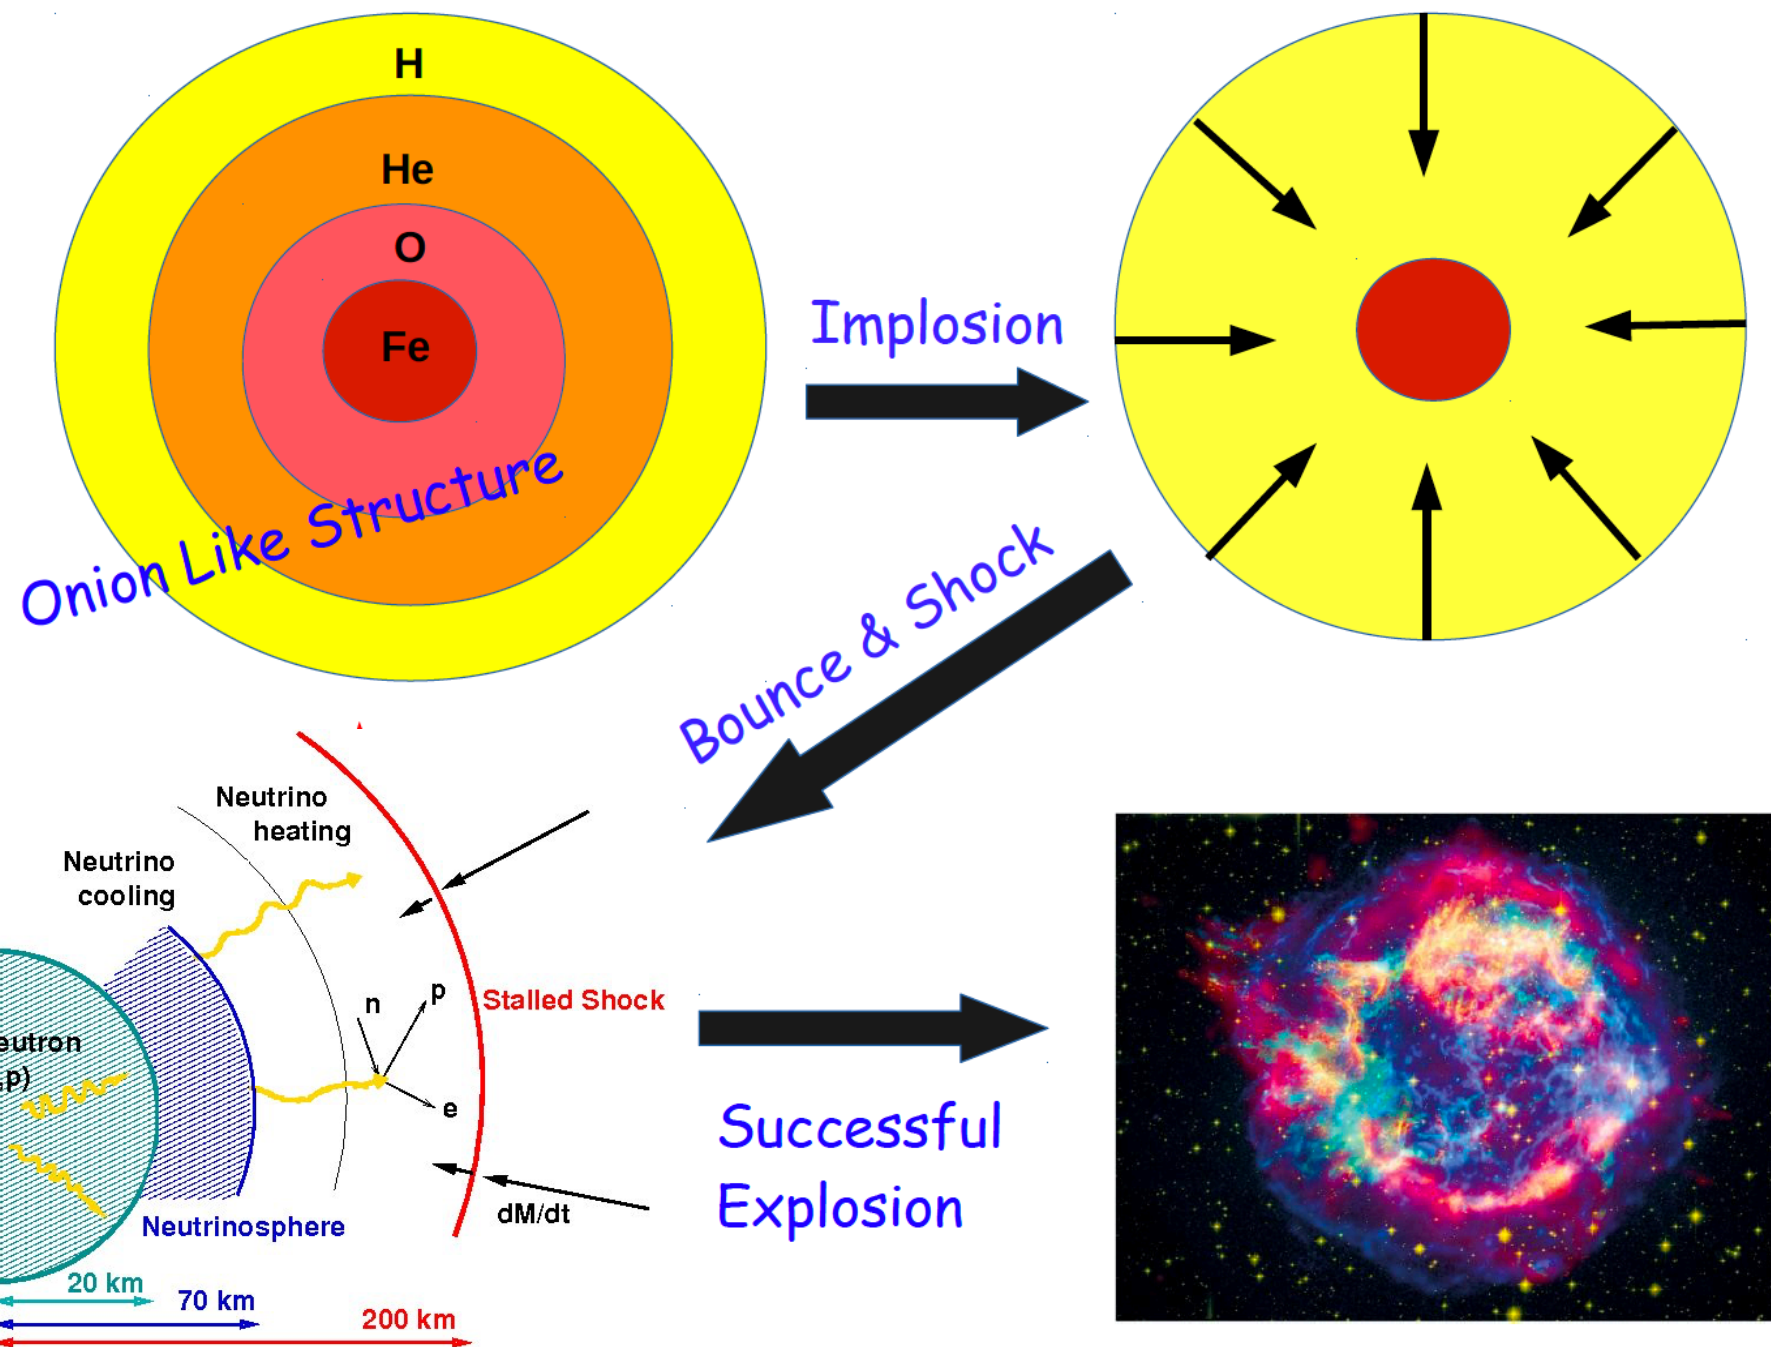 H
He
O
Fe
Onion Like Structure
Implosion
Bounce & Shock
Neutrino
heating
Neutrino
cooling
n
p
e
Stalled Shock
eutron
,p)
dM/dt
Neutrinosphere
20 km
70 km
200 km
Successful
Explosion